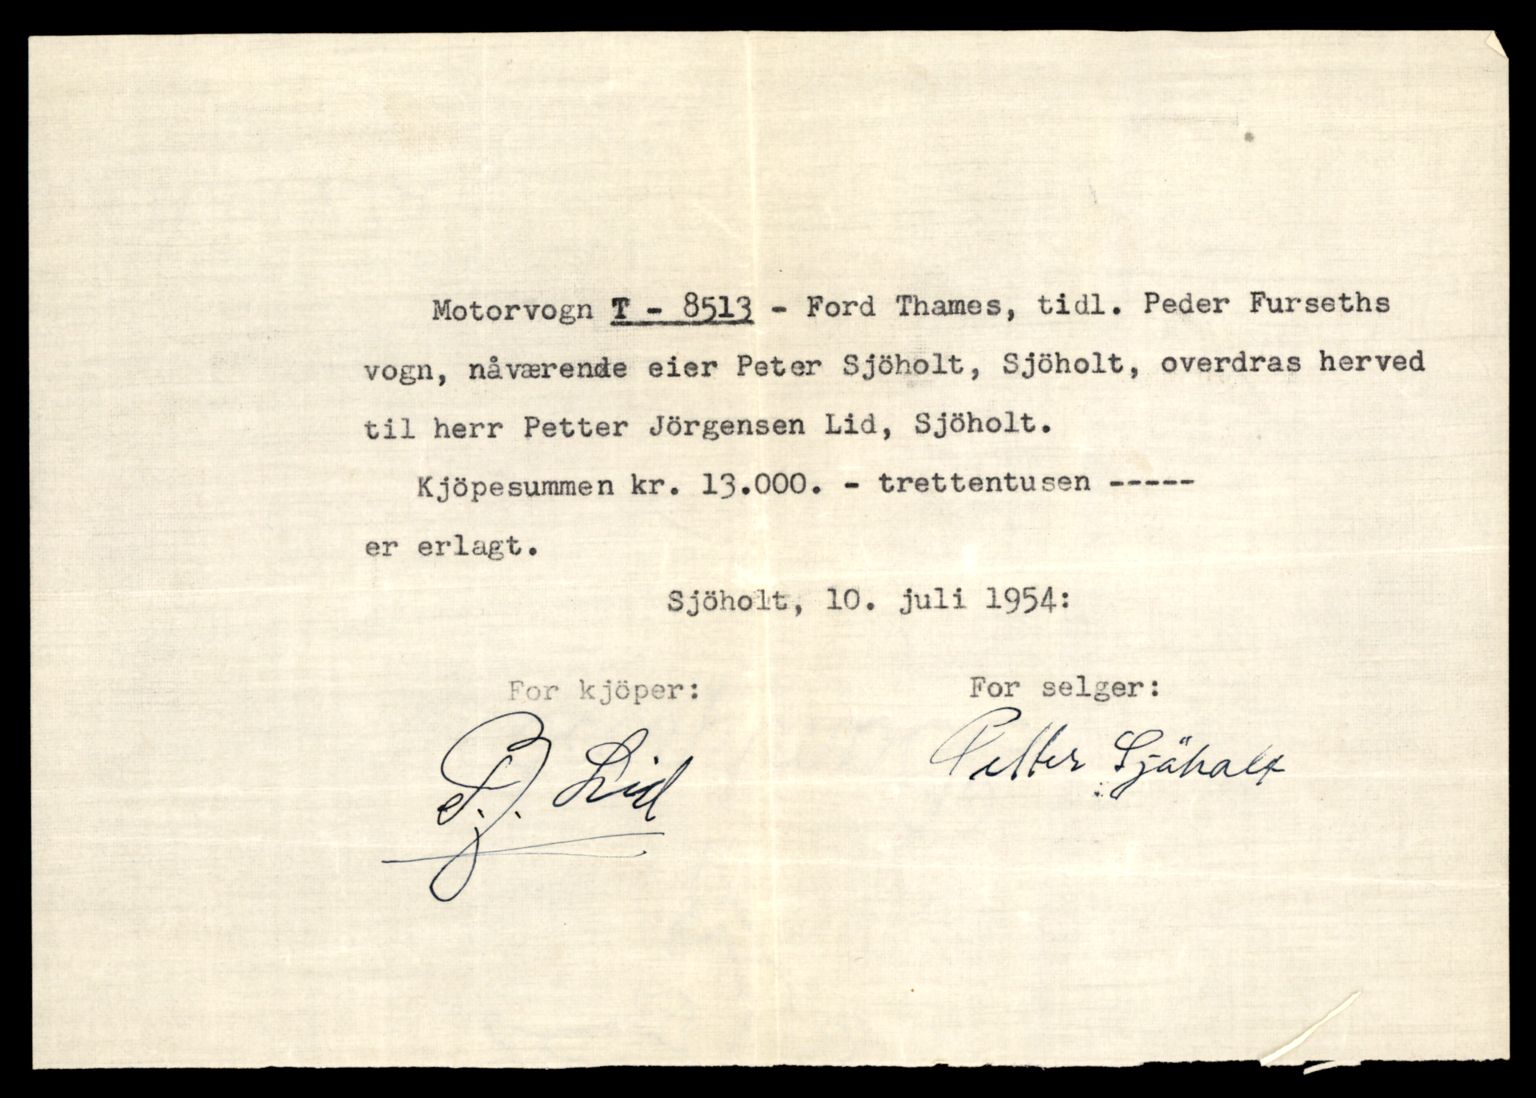 Motorvogn T - 8513 - Ford Thames, tidl. Peder Furseths
vogn, nåværende eier Peter Sjöholt, Sjöholt, overdras herved
til herr Petter Jörgensen Lid, Sjöholt.
Kjöpesummen kr. 13.000. - trettentusen -----
er erlagt.
Sjöholt, 10. juli 1954:
For kjöper: For selger:
P.J. Lid Petter Sjöholt